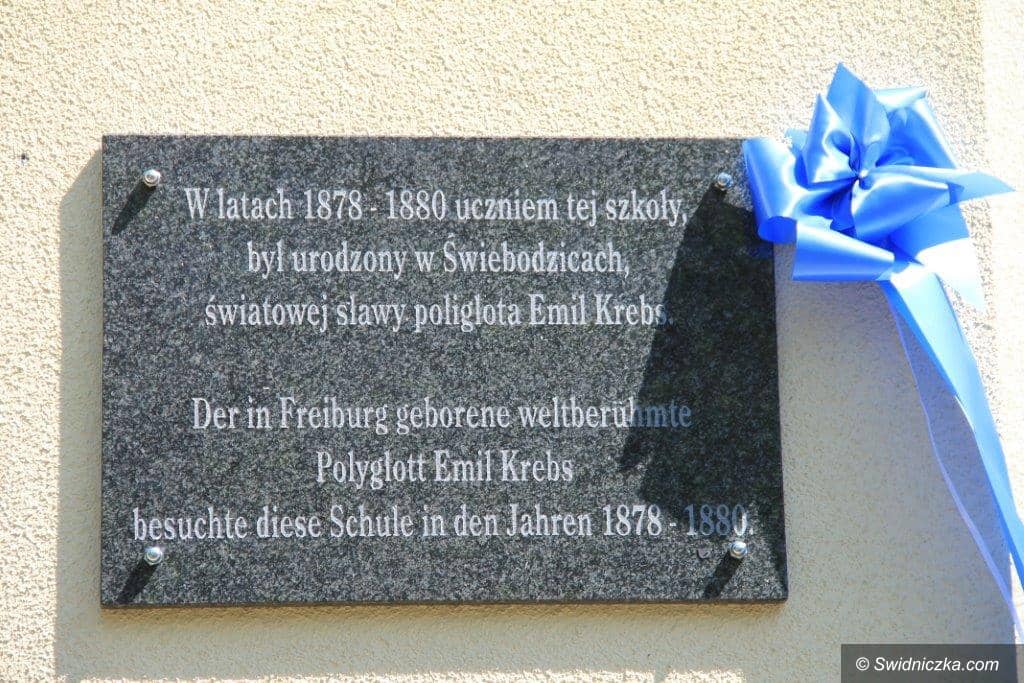 W latach 1878 - 1880 uczniem tej szkoły,
był urodzony w Świebodzicach,
światowej sławy poliglota Emil Krebs.
Der in Freiburg geborene weltberühmte
Polyglott Emil Krebs
besuchte diese Schule in den Jahren 1878 - 1880.
© Swidniczka.com